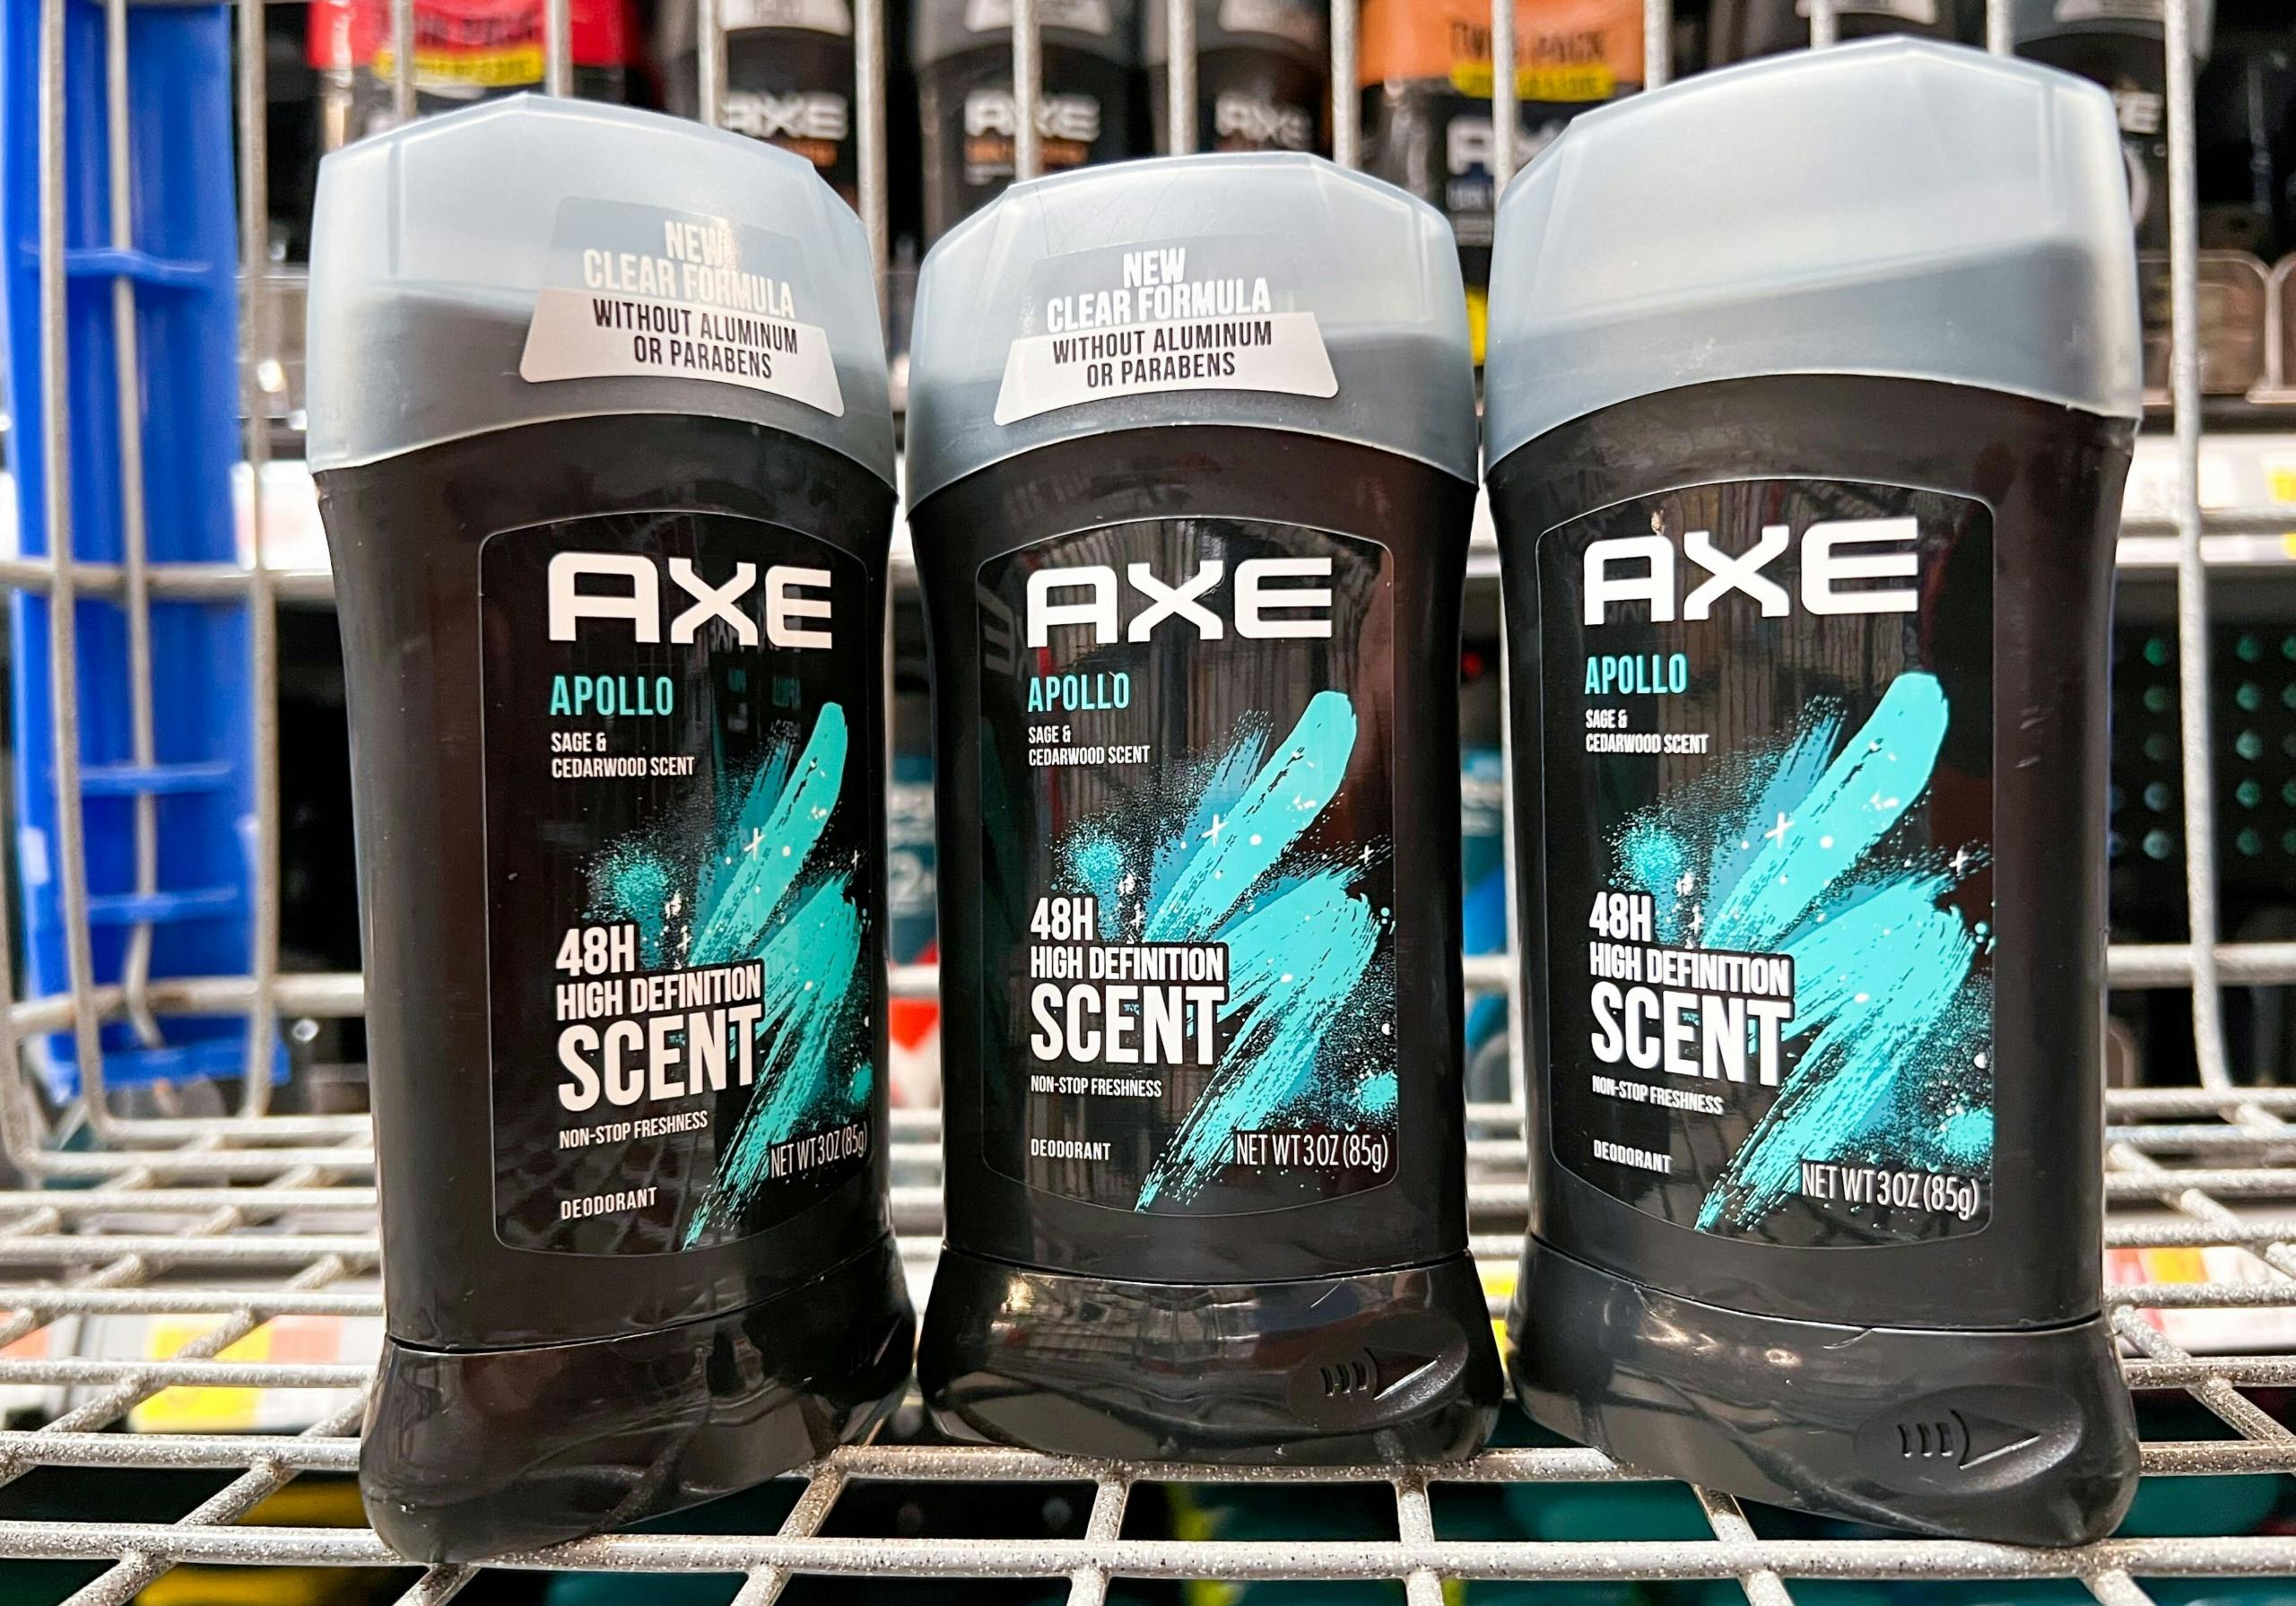 AXE
AXE
AXE
NEW
CLEAR FORMULA
WITHOUT ALUMINUM
OR PARABENS
AXE
APOLLO
SAGE &
CEDARWOOD SCENT
48H
HIGH DEFINITION
SCENT
NON-STOP FRESHNESS
NET WT 3 OZ (85g)
DEODORANT
NEW
CLEAR FORMULA
WITHOUT ALUMINUM
OR PARABENS
AXE
APOLLO
SAGE &
CEDARWOOD SCENT
48H
HIGH DEFINITION
SCENT
NON-STOP FRESHNESS
DEODORANT
NET WT 3 OZ (85g)
AXE
APOLLO
SAGE &
CEDARWOOD SCENT
48H
HIGH DEFINITION
SCENT
NON-STOP FRESHNESS
DEODORANT
NET WT 3 OZ (85g)